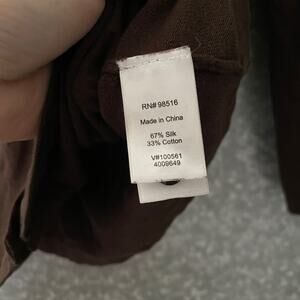 RN# 98516
Made in China
67% Silk
33% Cotton
V#100561
4009649